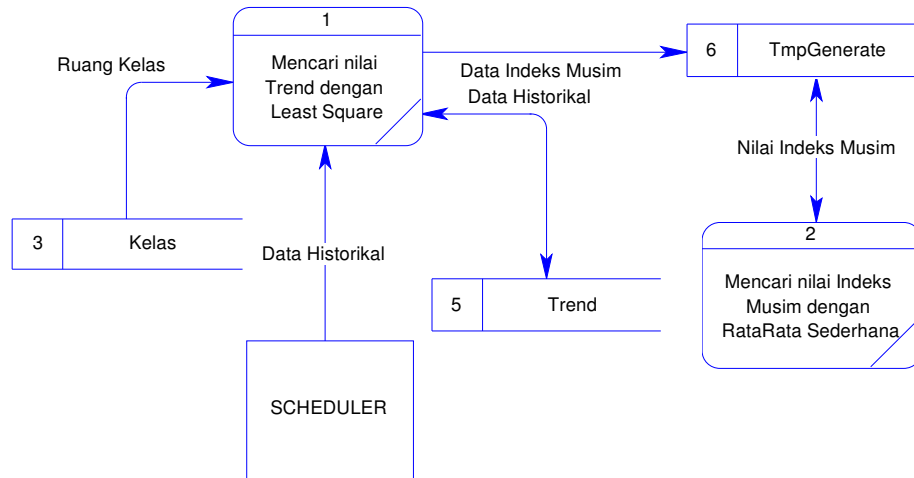 1
Mencari nilai
Trend dengan
Least Square
Ruang Kelas
Data Indeks Musim
Data Historikal
6
TmpGenerate
Nilai Indeks Musim
3
Kelas
Data Historikal
5
Trend
2
Mencari nilai Indeks
Musim dengan
RataRata Sederhana
SCHEDULER